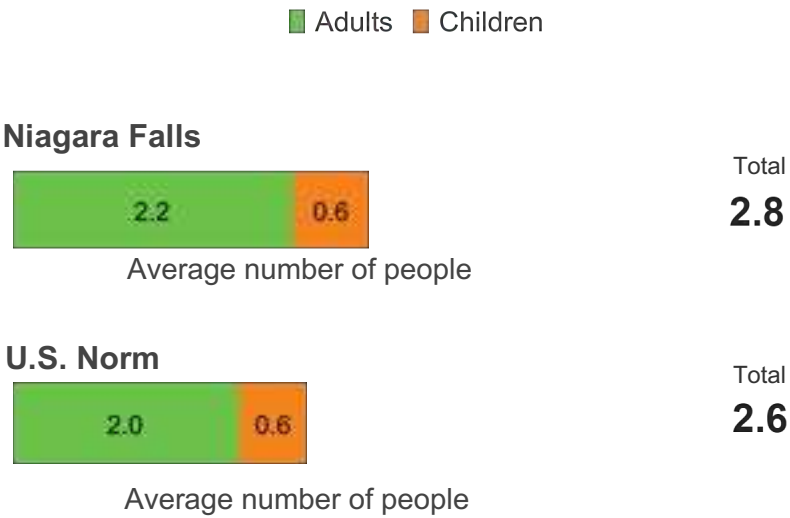 Adults Children
Niagara Falls
Total
2.2 0.6 2.8
Average number of people
U.S. Norm
Total
2.0 0.6 2.6
Average number of people